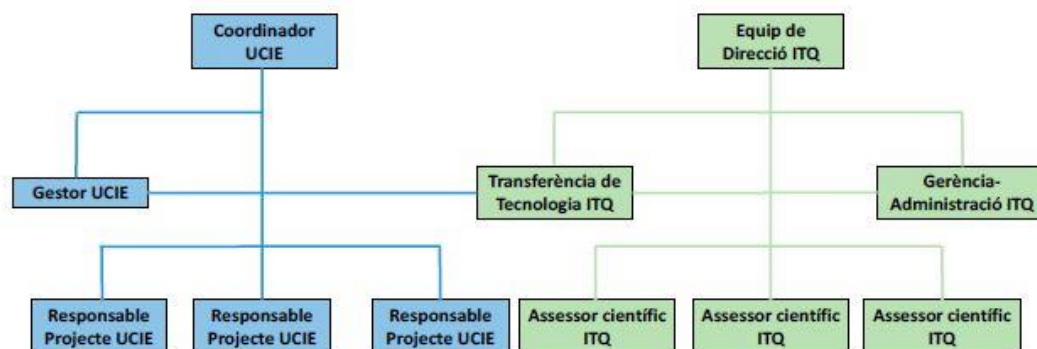 Coordinador
UCIE
Equip de
Direcció ITQ
Gestor UCIE
Transferència de
Tecnologia ITQ
Gerència-
Administració ITQ
Responsable
Projecte UCIE
Responsable
Projecte UCIE
Responsable
Projecte UCIE
Assessor científic
ITQ
Assessor científic
ITQ
Assessor científic
ITQ